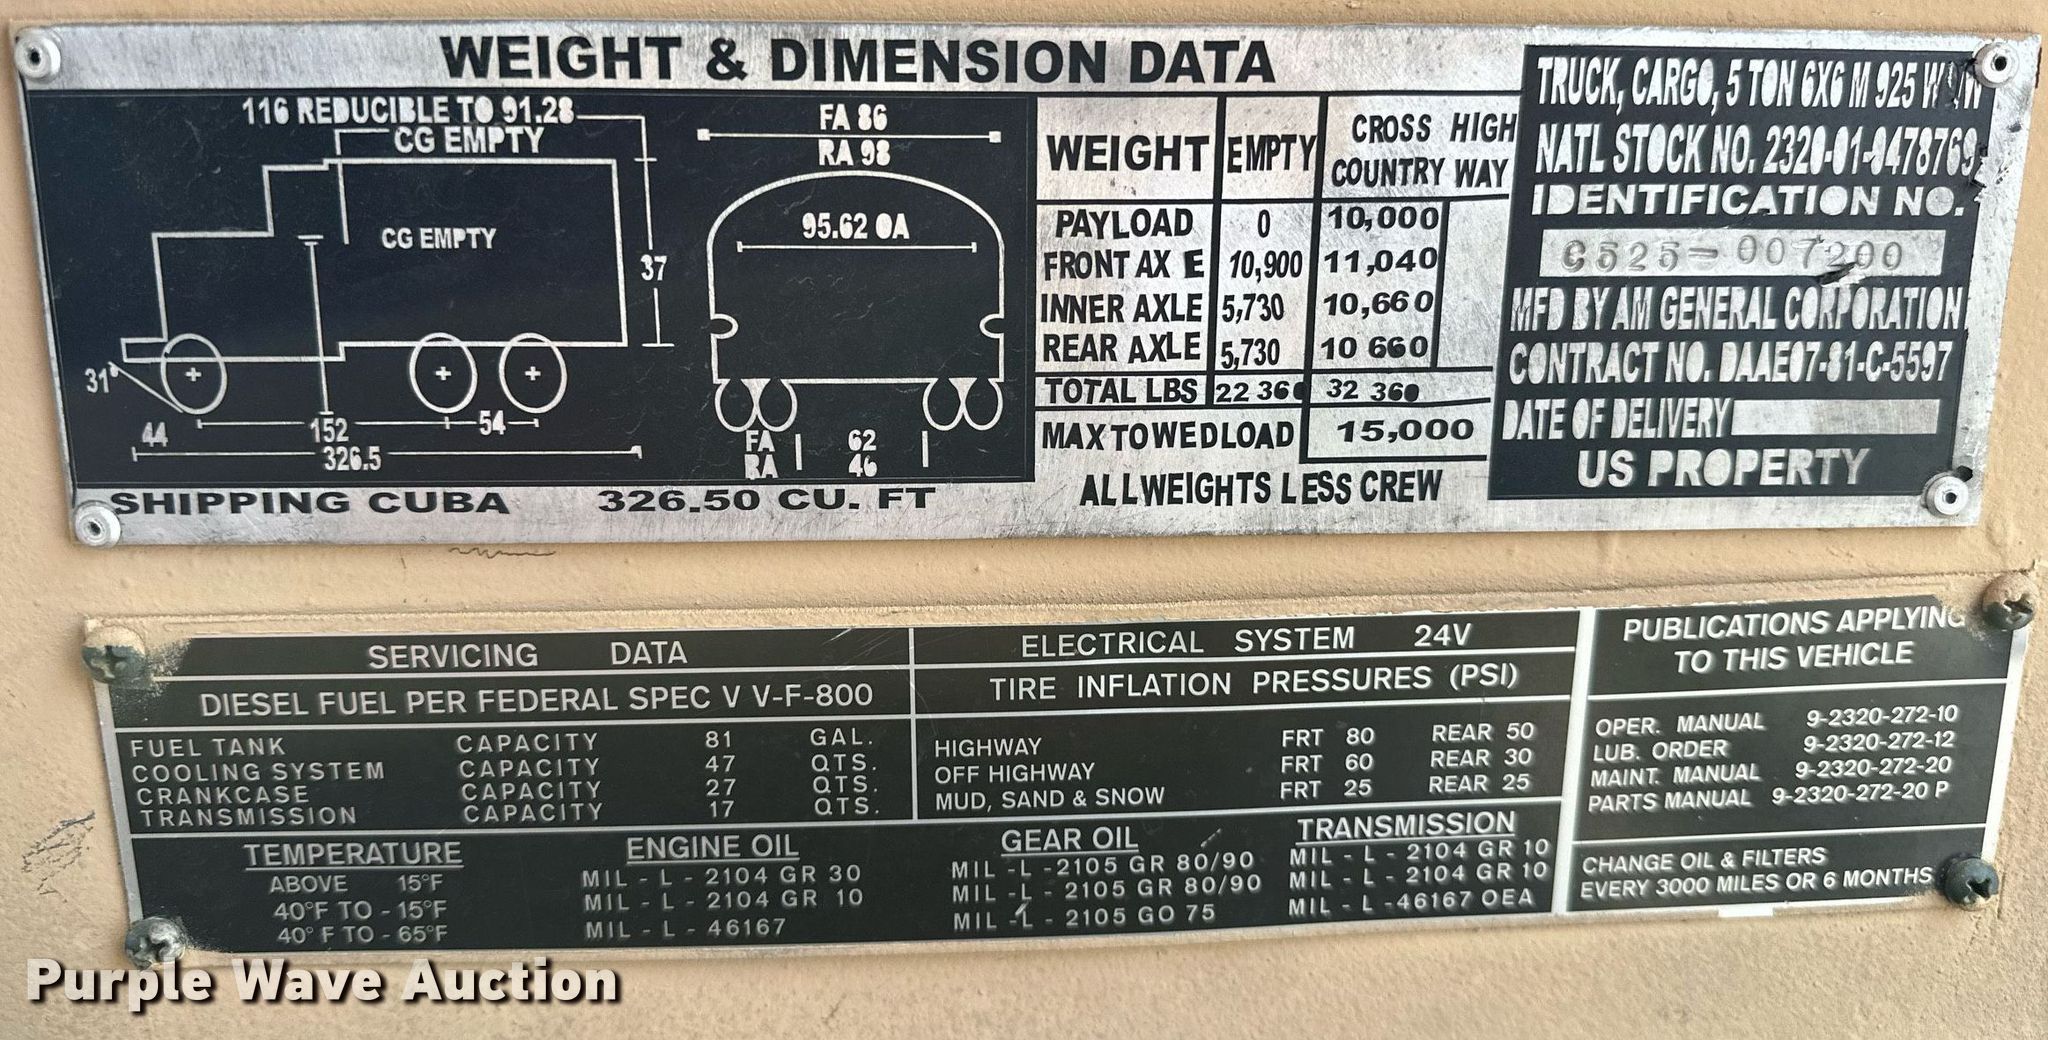 WEIGHT & DIMENSION DATA
116 REDUCIBLE TO 91.28
CG EMPTY
CG EMPTY
37
31°
44
152
54
326.5
FA 86
RA 98
95.62 OA
FA 62
RA 46
SHIPPING CUBA 326.50 CU. FT
WEIGHT EMPTY CROSS COUNTRY HIGH WAY
PAYLOAD 0 10,000
FRONT AX E 10,900 11,040
INNER AXLE 5,730 10,660
REAR AXLE 5,730 10 660
TOTAL LBS 22 360 32 360
MAX TOWED LOAD 15,000
ALL WEIGHTS LESS CREW
TRUCK, CARGO, 5 TON 6X6 M 925 W /W
NATL STOCK NO. 2320-01-0478769
IDENTIFICATION NO.
C525-007200
MFD BY AM GENERAL CORPORATION
CONTRACT NO. DAAE07-81-C-5597
DATE OF DELIVERY
US PROPERTY
SERVICING DATA
DIESEL FUEL PER FEDERAL SPEC V V-F-800
FUEL TANK CAPACITY 81 GAL.
COOLING SYSTEM CAPACITY 47 QTS.
CRANKCASE CAPACITY 27 QTS.
TRANSMISSION CAPACITY 17 QTS.
ELECTRICAL SYSTEM 24V
TIRE INFLATION PRESSURES (PSI)
HIGHWAY FRT 80 REAR 50
OFF HIGHWAY FRT 60 REAR 30
MUD, SAND & SNOW FRT 25 REAR 25
TEMPERATURE ENGINE OIL GEAR OIL TRANSMISSION
ABOVE 15°F MIL - L - 2104 GR 30 MIL -L -2105 GR 80/90 MIL - L - 2104 GR 10
40°F TO - 15°F MIL - L - 2104 GR 10 MIL -L - 2105 GR 80/90 MIL - L - 2104 GR 10
40° F TO - 65°F MIL - L - 46167 MIL -L - 2105 GO 75 MIL - L -46167 OEA
PUBLICATIONS APPLYING
TO THIS VEHICLE
OPER. MANUAL 9-2320-272-10
LUB. ORDER 9-2320-272-12
MAINT. MANUAL 9-2320-272-20
PARTS MANUAL 9-2320-272-20 P
CHANGE OIL & FILTERS
EVERY 3000 MILES OR 6 MONTHS
Purple Wave Auction